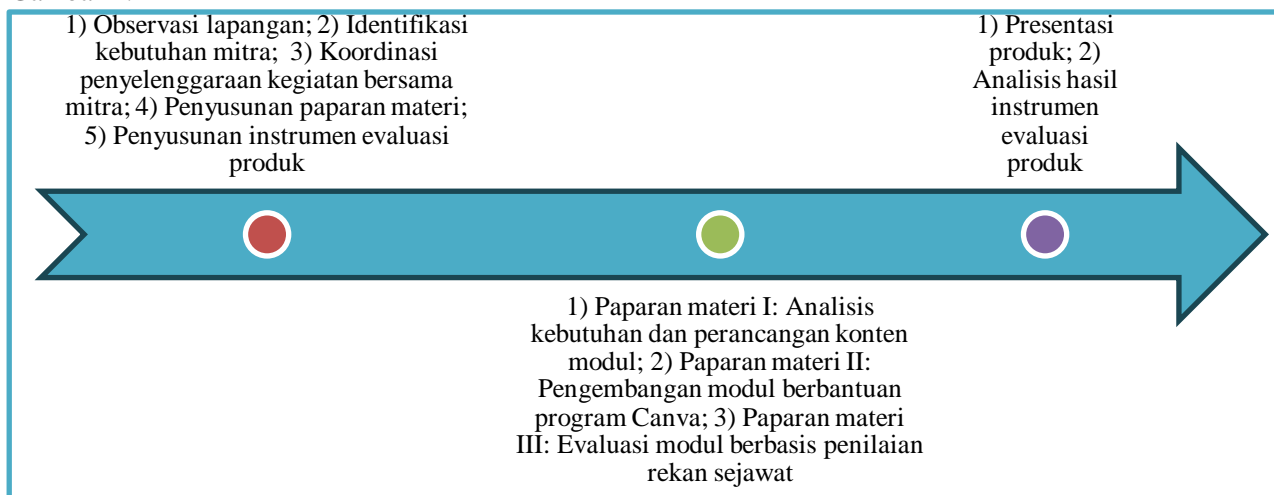 1) Observasi lapangan; 2) Identifikasi
kebutuhan mitra; 3) Koordinasi
penyelenggaraan kegiatan bersama
mitra; 4) Penyusunan paparan materi;
5) Penyusunan instrumen evaluasi
produk
1) Paparan materi I: Analisis
kebutuhan dan perancangan konten
modul; 2) Paparan materi II:
Pengembangan modul berbantuan
program Canva; 3) Paparan materi
III: Evaluasi modul berbasis penilaian
rekan sejawat
1) Presentasi
produk; 2)
Analisis hasil
instrumen
evaluasi
produk